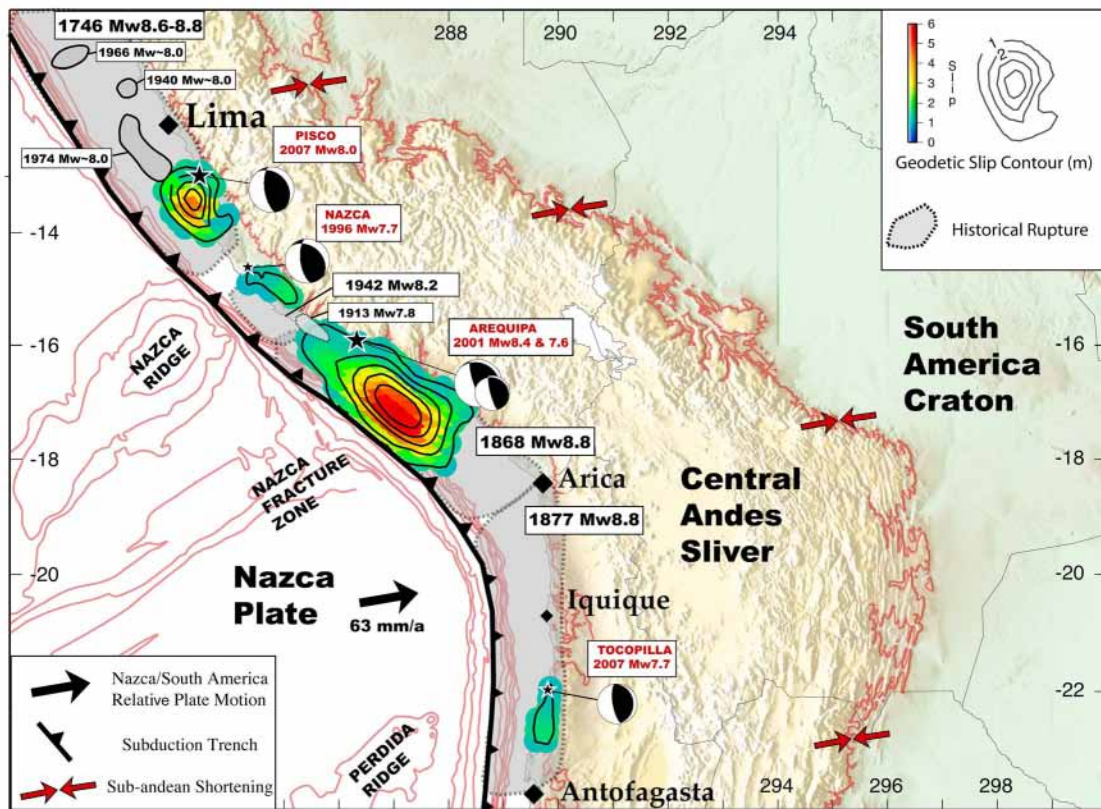 1746 Mw8.6-8.8
1966 Mw~8.0
1940 Mw~8.0
Lima
1974 Mw~8.0
PISCO
2007 Mw8.0
NAZCA
1996 Mw7.7
1942 Mw8.2
1913 Mw7.8
AREQUIPA
2001 Mw8.4 & 7.6
1868 Mw8.8
Arica
1877 Mw8.8
Iquique
TOCOPILLA
2007 Mw7.7
Antofagasta
NAZCA
RIDGE
NAZCA
FRACTURE
ZONE
Nazca
Plate
63 mm/a
PERDIDA
RIDGE
Central
Andes
Sliver
South
America
Craton
288
290
292
294
-14
-16
-18
-20
-22
-16
-18
-20
-22
294
296
298
6
5
4
3
2
1
0
Slip
1
2
Geodetic Slip Contour (m)
Historical Rupture
Nazca/South America
Relative Plate Motion
Subduction Trench
Sub-andean Shortening